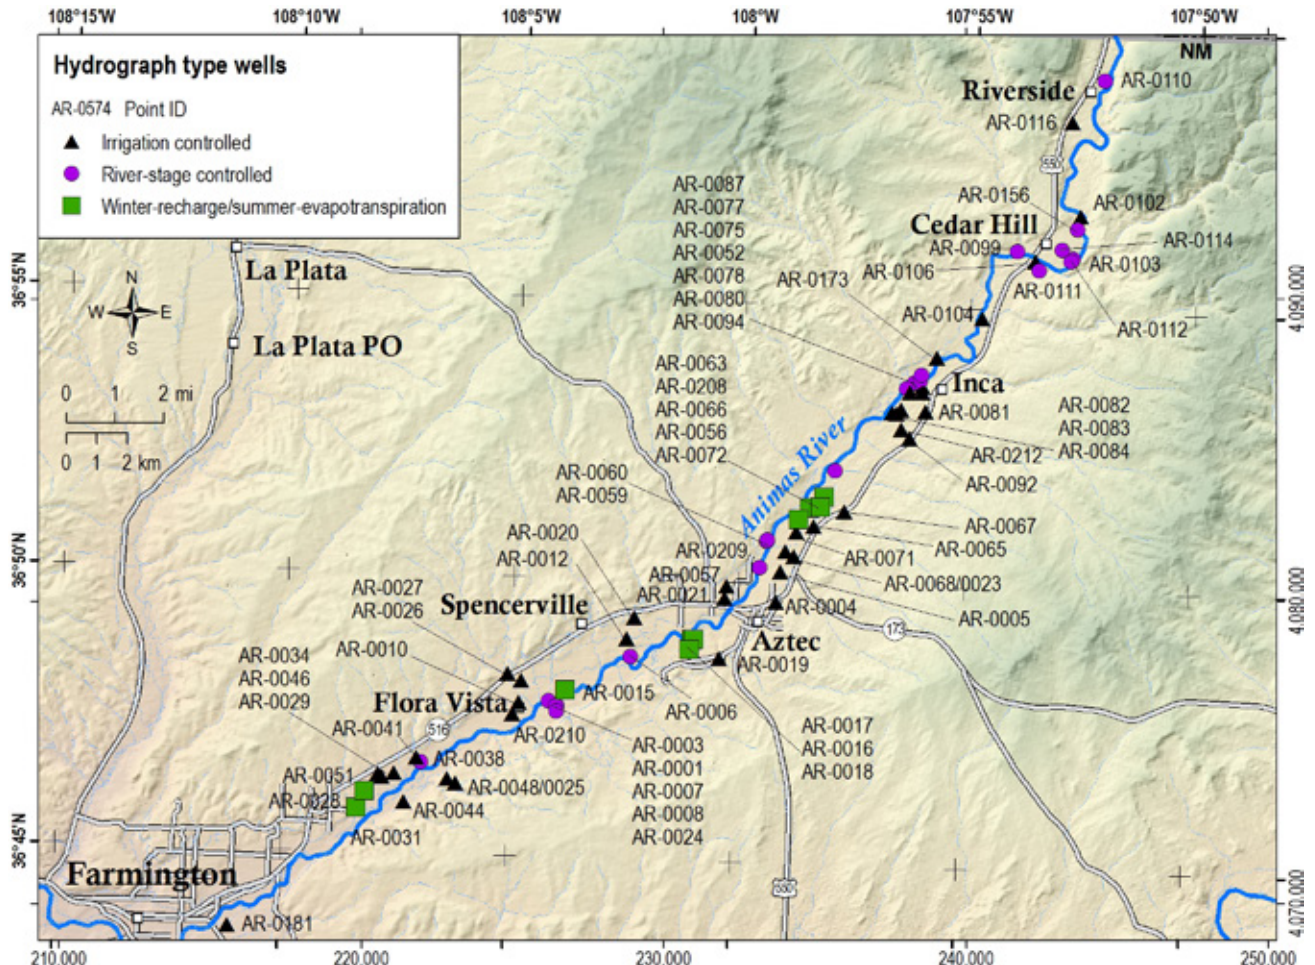 108°15'
108°10'
108°5'
108°
107°55'
107°50'
NM
Hydrograph type wells
AR-0574 Point ID
Irrigation controlled
River-stage controlled
Winter-recharge/summer-evapotranspiration
Riverside
AR-0110
AR-0116
550
AR-0156
AR-0102
Cedar Hill
AR-0099
AR-0114
AR-0106
AR-0103
AR-0111
AR-0112
AR-0173
AR-0104
AR-0087
AR-0077
AR-0075
AR-0052
AR-0078
AR-0080
AR-0094
La Plata
La Plata PO
N
W
E
S
0 1 2 mi
0 1 2 km
36°55'
36°50'
36°45'
4,090,000
4,080,000
4,070,000
AR-0063
AR-0208
AR-0066
AR-0056
AR-0072
Inca
AR-0081
AR-0082
AR-0083
AR-0084
AR-0212
AR-0092
Animas River
AR-0060
AR-0059
AR-0020
AR-0012
AR-0209
AR-0057
AR-0021
AR-0067
AR-0065
AR-0071
AR-0068/0023
AR-0005
AR-0004
173
Aztec
AR-0019
AR-0027
AR-0026
Spencerville
AR-0010
AR-0034
AR-0046
AR-0029
Flora Vista
AR-0015
AR-0006
AR-0041
516
AR-0210
AR-0003
AR-0001
AR-0007
AR-0008
AR-0024
AR-0017
AR-0016
AR-0018
AR-0051
AR-0038
AR-0028
AR-0048/0025
AR-0044
AR-0031
Farmington
AR-0181
550
210,000
220,000
230,000
240,000
250,000